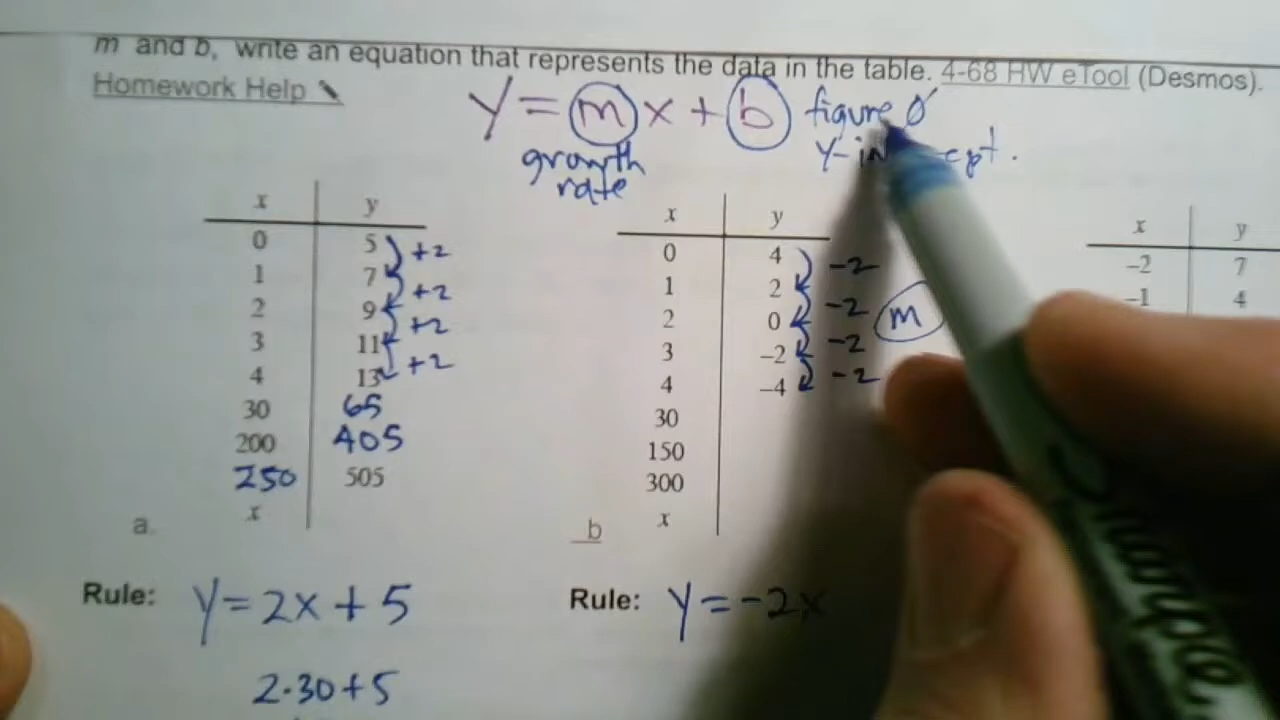 m and b, write an equation that represents the data in the table. 4-68 HW eTool (Desmos).
Homework Help
y = m x + b figure 0
growth rate
y-in cept.
x y
0 5 +2
1 7 +2
2 9 +2
3 11 +2
4 13
30 65
200 405
250 505
x
a.
Rule: y = 2x + 5
2·30+5
x y
0 4 -2
1 2 -2
2 0 -2 m
3 -2 -2
4 -4
30
150
300
x
b
Rule: y = -2x
x y
-2 7
-1 4
Sharpie